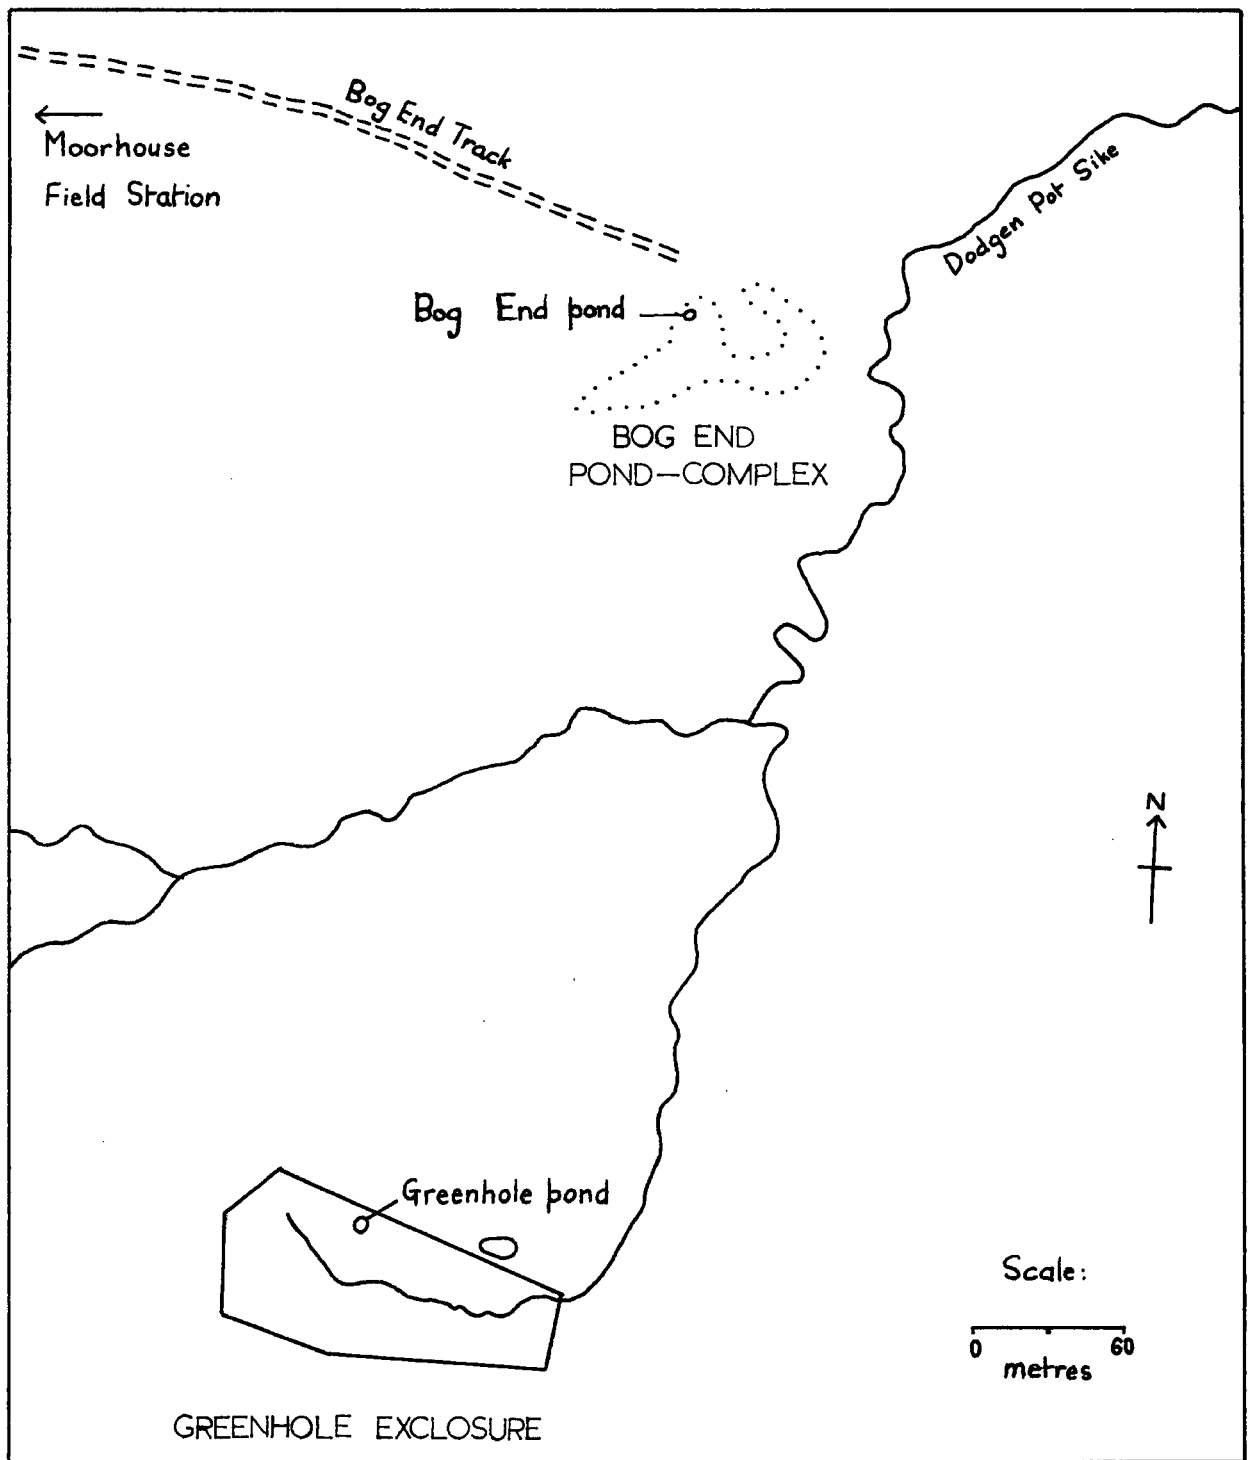 Bog End Track
Moorhouse
Field Station
Dodgen Pot Sike
Bog End pond
BOG END
POND—COMPLEX
N
Greenhole pond
Scale:
0 60
metres
GREENHOLE EXCLOSURE